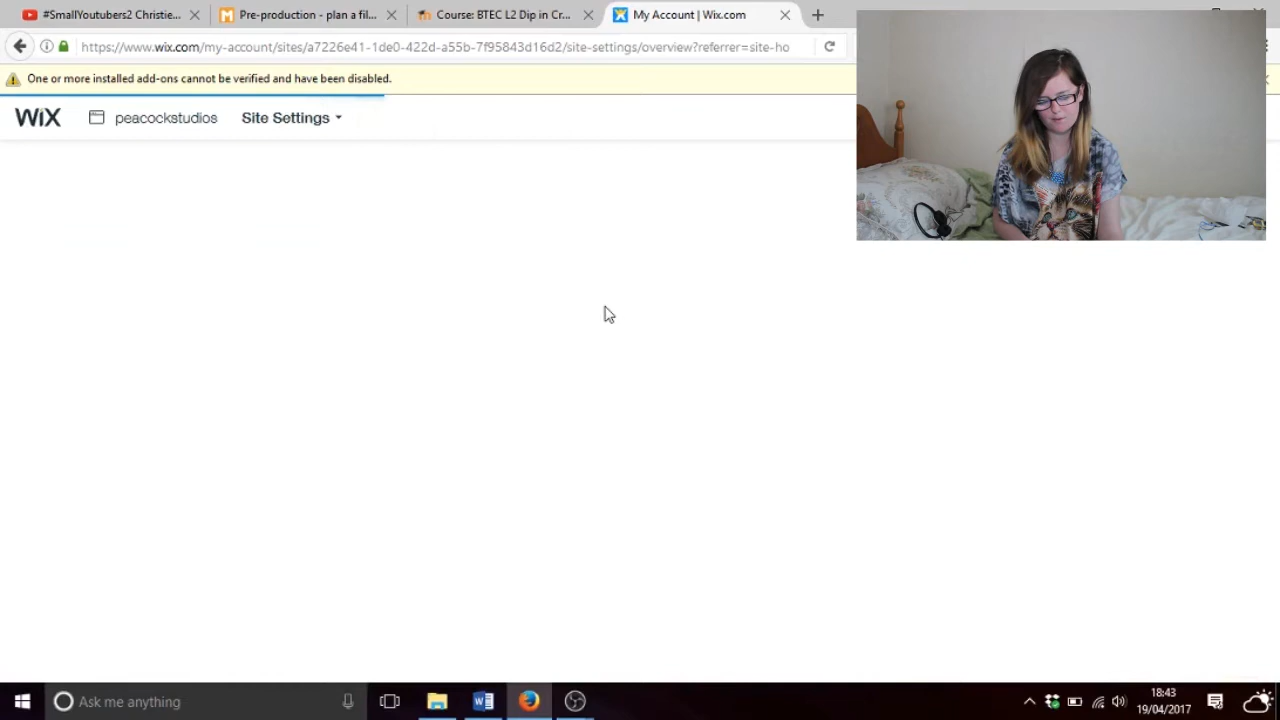 #SmallYoutubers2 Christie...
Pre-production - plan a fil...
Course: BTEC L2 Dip in Cr...
My Account | Wix.com
https://www.wix.com/my-account/sites/a7226e41-1de0-422d-a55b-7f95843d16d2/site-settings/overview?referrer=site-ho
One or more installed add-ons cannot be verified and have been disabled.
WiX peacockstudios Site Settings
Ask me anything
18:43
19/04/2017